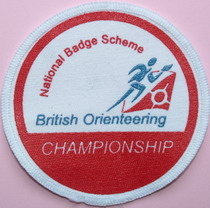 National Badge Scheme
British Orienteering
CHAMPIONSHIP